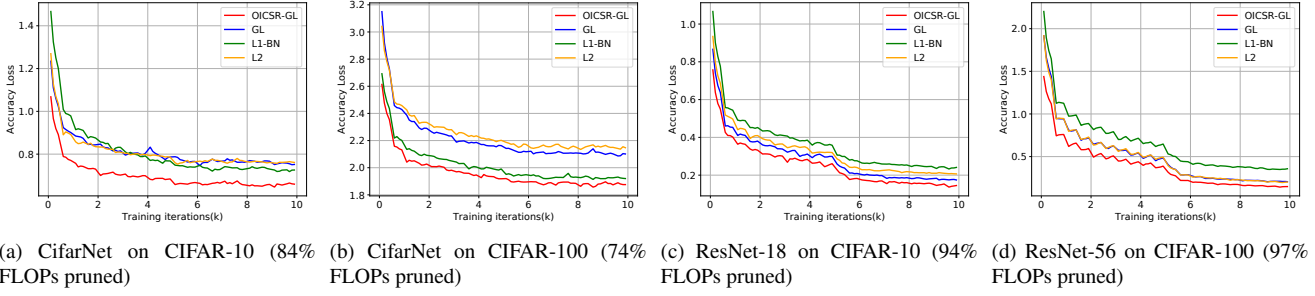 1.4
1.2
1.0
0.8
Accuracy Loss
0 2 4 6 8 10
Training iterations(k)
OICSR-GL
GL
L1-BN
L2
3.2
3.0
2.8
2.6
2.4
2.2
2.0
1.8
Accuracy Loss
0 2 4 6 8 10
Training iterations(k)
OICSR-GL
GL
L1-BN
L2
1.0
0.8
0.6
0.4
0.2
Accuracy Loss
0 2 4 6 8 10
Training iterations(k)
OICSR-GL
GL
L1-BN
L2
2.0
1.5
1.0
0.5
Accuracy Loss
0 2 4 6 8 10
Training iterations(k)
OICSR-GL
GL
L1-BN
L2
(a) CifarNet on CIFAR-10 (84%
FLOPs pruned)
(b) CifarNet on CIFAR-100 (74%
FLOPs pruned)
(c) ResNet-18 on CIFAR-10 (94%
FLOPs pruned)
(d) ResNet-56 on CIFAR-100 (97%
FLOPs pruned)